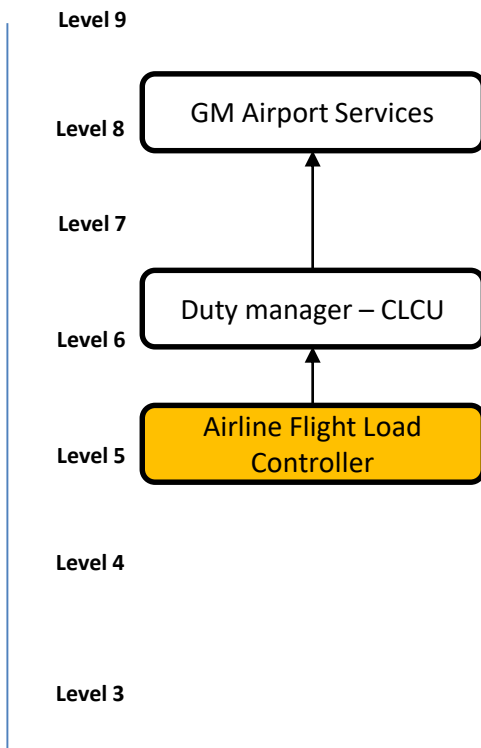 Level 9
GM Airport Services
Level 8
Level 7
Duty manager – CLCU
Level 6
Airline Flight Load
Controller
Level 5
Level 4
Level 3